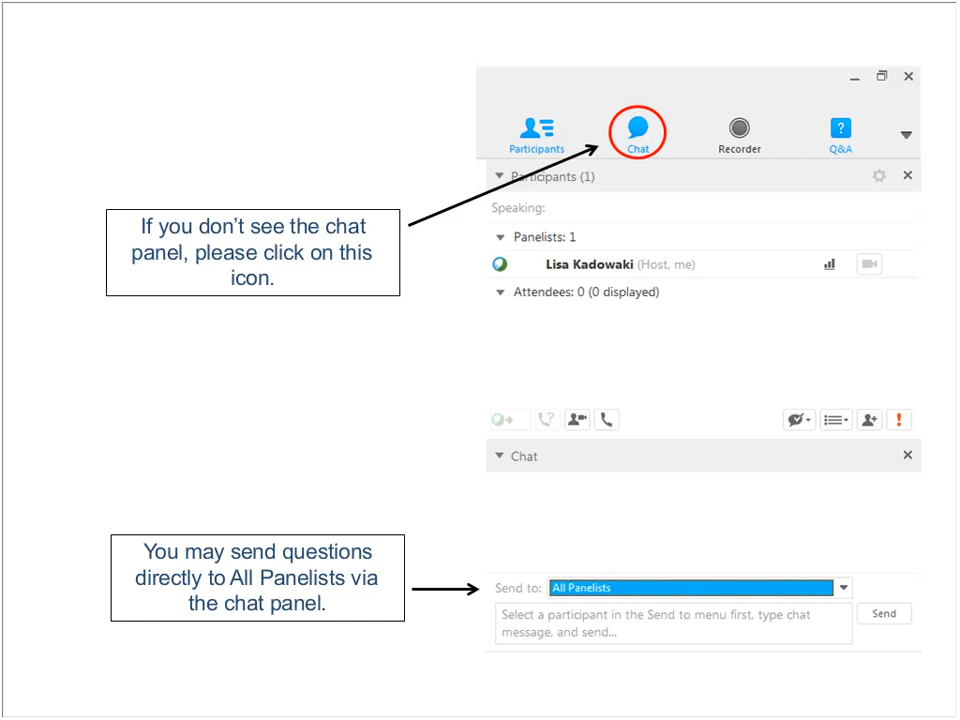 Participants
Chat
Recorder
Q&A
Participants (1)
Speaking:
Panelists: 1
Lisa Kadowaki (Host, me)
Attendees: 0 (0 displayed)
If you don’t see the chat
panel, please click on this
icon.
Chat
You may send questions
directly to All Panelists via
the chat panel.
Send to: All Panelists
Select a participant in the Send to menu first, type chat
message, and send...
Send